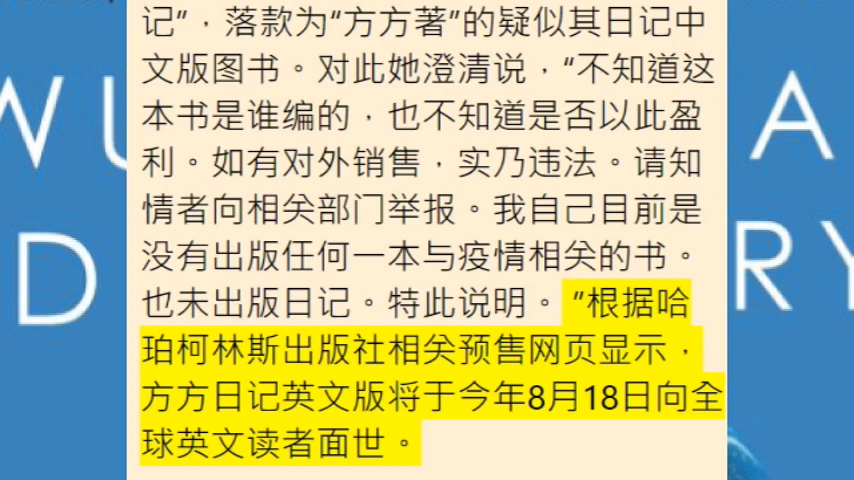 记”，落款为“方方著”的疑似其日记中
文版图书。对此她澄清说，“不知道这
本书是谁编的，也不知道是否以此盈
利。如有对外销售，实乃违法。请知
情者向相关部门举报。我自己目前是
没有出版任何一本与疫情相关的书。
也未出版日记。特此说明。”根据哈
珀柯林斯出版社相关预售网页显示，
方方日记英文版将于今年8月18日向全
球英文读者面世。
WU
A
D
RY